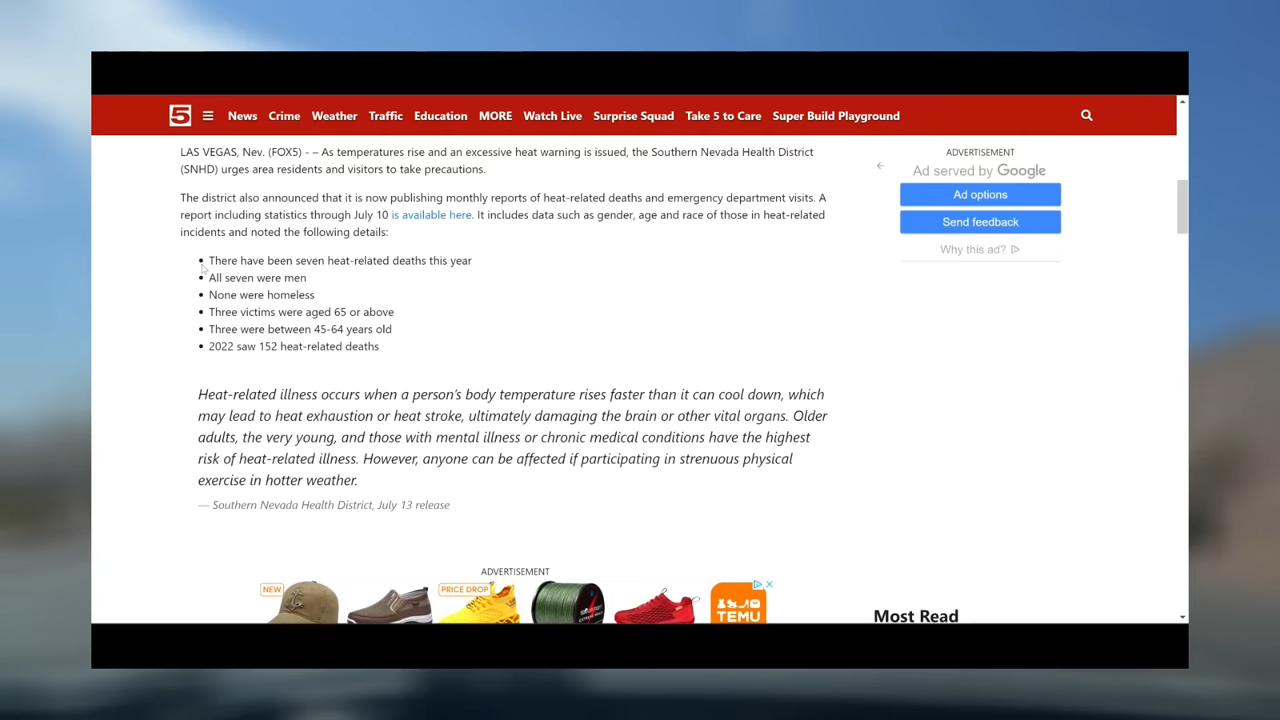 5 News Crime Weather Traffic Education MORE Watch Live Surprise Squad Take 5 to Care Super Build Playground
LAS VEGAS, Nev. (FOX5) - – As temperatures rise and an excessive heat warning is issued, the Southern Nevada Health District
(SNHD) urges area residents and visitors to take precautions.
The district also announced that it is now publishing monthly reports of heat-related deaths and emergency department visits. A
report including statistics through July 10 is available here. It includes data such as gender, age and race of those in heat-related
incidents and noted the following details:
• There have been seven heat-related deaths this year
• All seven were men
• None were homeless
• Three victims were aged 65 or above
• Three were between 45-64 years old
• 2022 saw 152 heat-related deaths
Heat-related illness occurs when a person's body temperature rises faster than it can cool down, which
may lead to heat exhaustion or heat stroke, ultimately damaging the brain or other vital organs. Older
adults, the very young, and those with mental illness or chronic medical conditions have the highest
risk of heat-related illness. However, anyone can be affected if participating in strenuous physical
exercise in hotter weather.
— Southern Nevada Health District, July 13 release
ADVERTISEMENT
NEW
PRICE DROP
TEMU
ADVERTISEMENT
Ad served by Google
Ad options
Send feedback
Why this ad?
Most Read